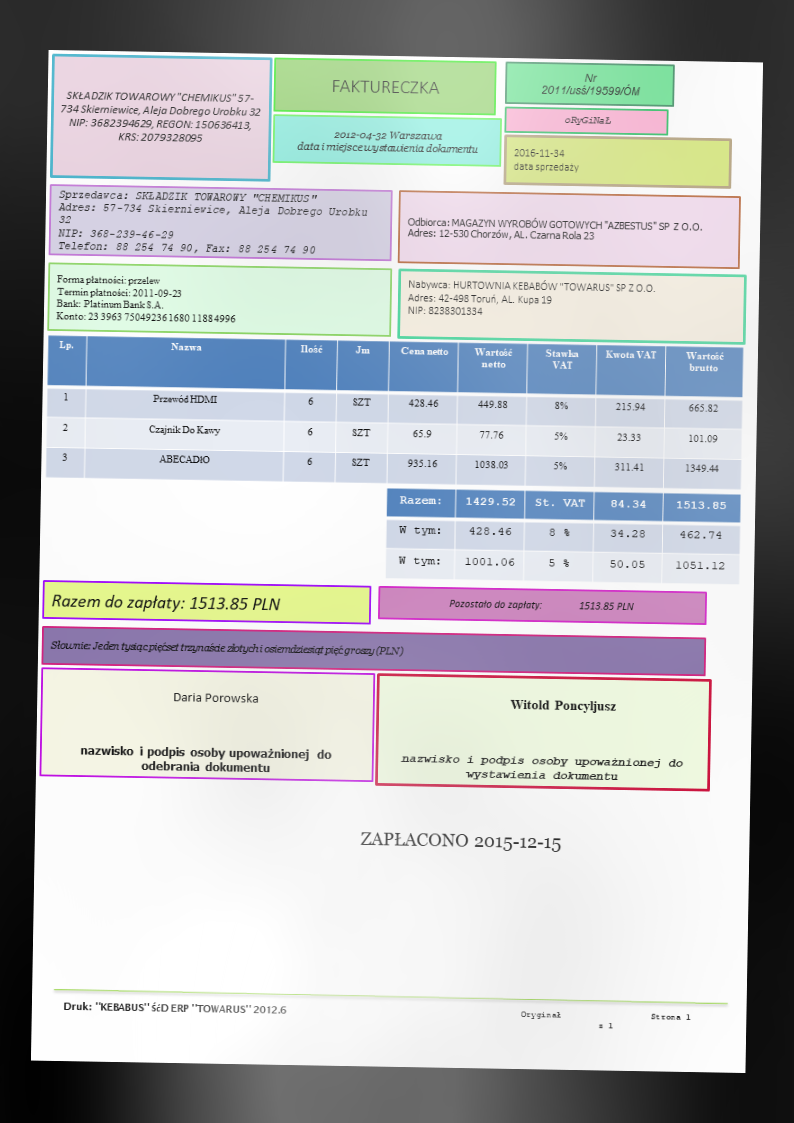 SKŁADZIK TOWAROWY "CHEMIKUS" 57-
734 Skierniewice, Aleja Dobrego Urobku 32
NIP: 3682394629, REGON: 150636413,
KRS: 2079328095
FAKTURECZKA
2012-04-32 Warszawa
data i miejsce wystawienia dokumentu
Nr
2011/usś/19599/ÓM
oRyGiNaŁ
2016-11-34
data sprzedaży
Sprzedawca: SKŁADZIK TOWAROWY "CHEMIKUS"
Adres: 57-734 Skierniewice, Aleja Dobrego Urobku
32
NIP: 368-239-46-29
Telefon: 88 254 74 90, Fax: 88 254 74 90
Odbiorca: MAGAZYN WYROBÓW GOTOWYCH "AZBESTUS" SP Z O.O.
Adres: 12-530 Chorzów, AL. Czarna Rola 23
Forma płatności: przelew
Termin płatności: 2011-09-23
Bank: Platinum Bank S.A.
Konto: 23 3963 7504 9236 1680 1188 4996
Nabywca: HURTOWNIA KEBABÓW "TOWARUS" SP Z O.O.
Adres: 42-498 Toruń, AL. Kupa 19
NIP: 8238301334
Lp. Nazwa Ilość Jm Cena netto Wartość netto Stawka VAT Kwota VAT Wartość brutto
1 Przewód HDMI 6 SZT 428.46 449.88 8% 215.94 665.82
2 Czajnik Do Kawy 6 SZT 65.9 77.76 5% 23.33 101.09
3 ABECADłO 6 SZT 935.16 1038.03 5% 311.41 1349.44
Razem: 1429.52 St. VAT 84.34 1513.85
W tym: 428.46 8 % 34.28 462.74
W tym: 1001.06 5 % 50.05 1051.12
Razem do zapłaty: 1513.85 PLN
Pozostało do zapłaty: 1513.85 PLN
Słownie: Jeden tysiąc pięćset trzynaście złotych i osiemdziesiąt pięć groszy (PLN)
Daria Porowska
nazwisko i podpis osoby upoważnionej do
odebrania dokumentu
Witold Poncyljusz
nazwisko i podpis osoby upoważnionej do
wystawienia dokumentu
ZAPŁACONO 2015-12-15
Druk: "KEBABUS" ŚćD ERP "TOWARUS" 2012.6
Oryginał Strona 1
z 1